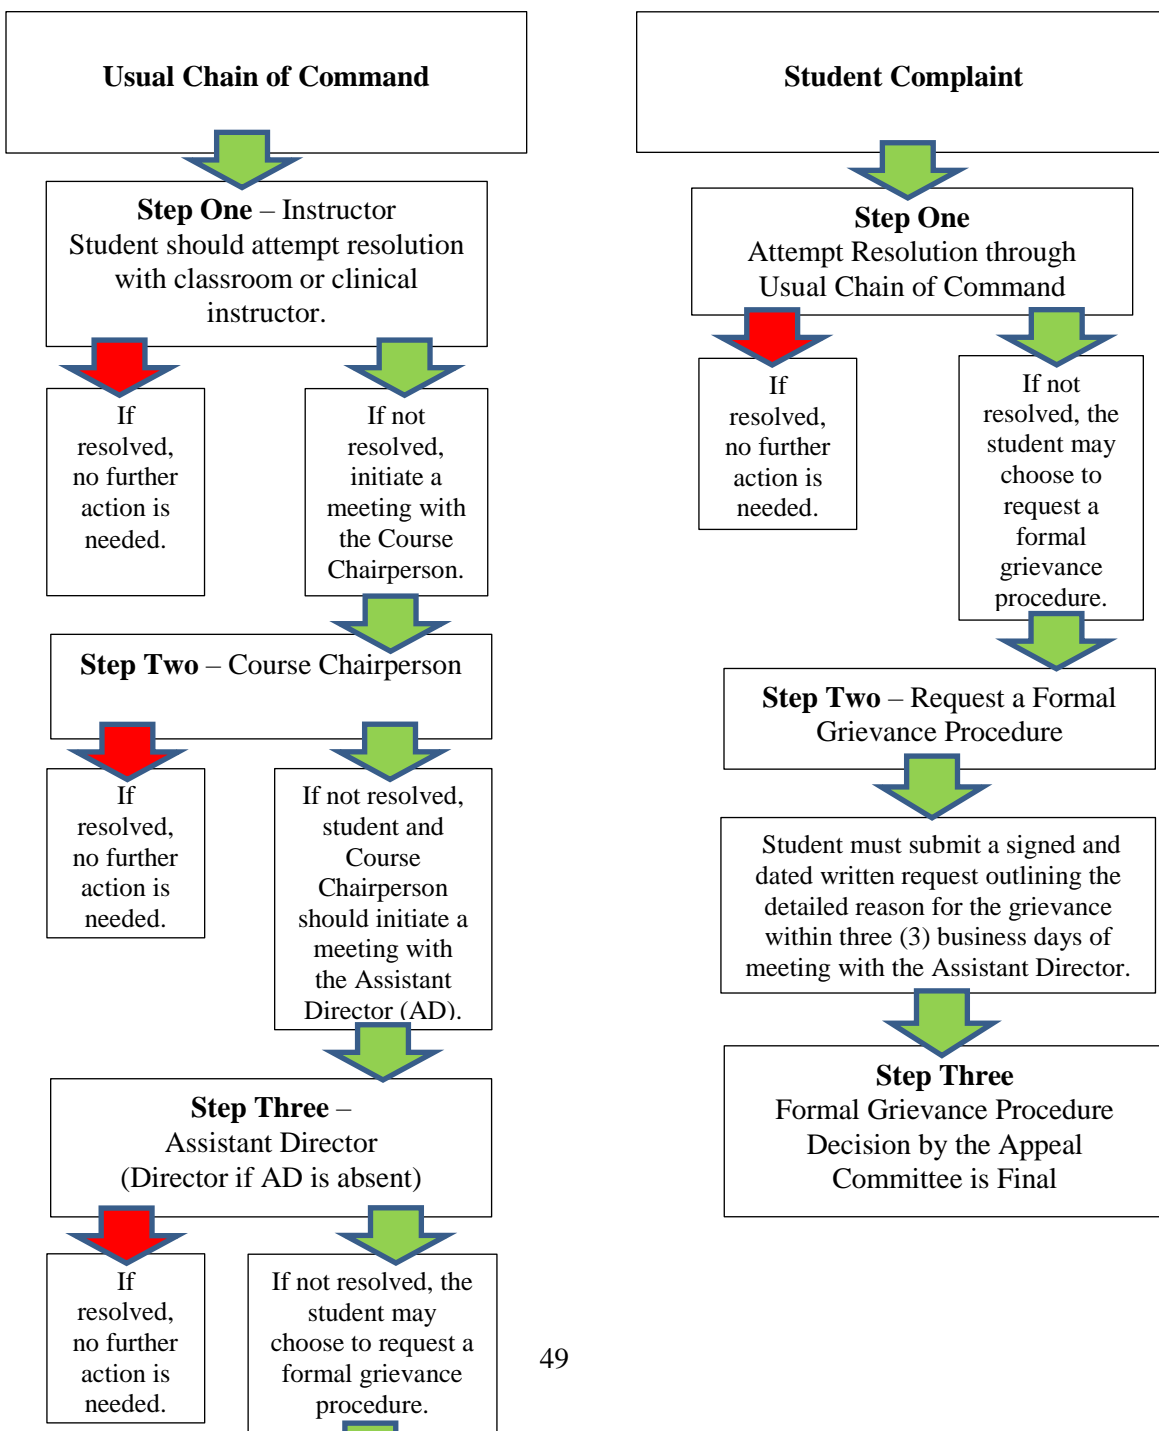 Usual Chain of Command
Step One – Instructor
Student should attempt resolution
with classroom or clinical
instructor.
If
resolved,
no further
action is
needed.
If not
resolved,
initiate a
meeting with
the Course
Chairperson.
Step Two – Course Chairperson
If
resolved,
no further
action is
needed.
If not resolved,
student and
Course
Chairperson
should initiate a
meeting with
the Assistant
Director (AD).
Step Three –
Assistant Director
(Director if AD is absent)
If
resolved,
no further
action is
needed.
If not resolved, the
student may
choose to request a
formal grievance
procedure.
Student Complaint
Step One
Attempt Resolution through
Usual Chain of Command
If
resolved,
no further
action is
needed.
If not
resolved, the
student may
choose to
request a
formal
grievance
procedure.
Step Two – Request a Formal
Grievance Procedure
Student must submit a signed and
dated written request outlining the
detailed reason for the grievance
within three (3) business days of
meeting with the Assistant Director.
Step Three
Formal Grievance Procedure
Decision by the Appeal
Committee is Final
49